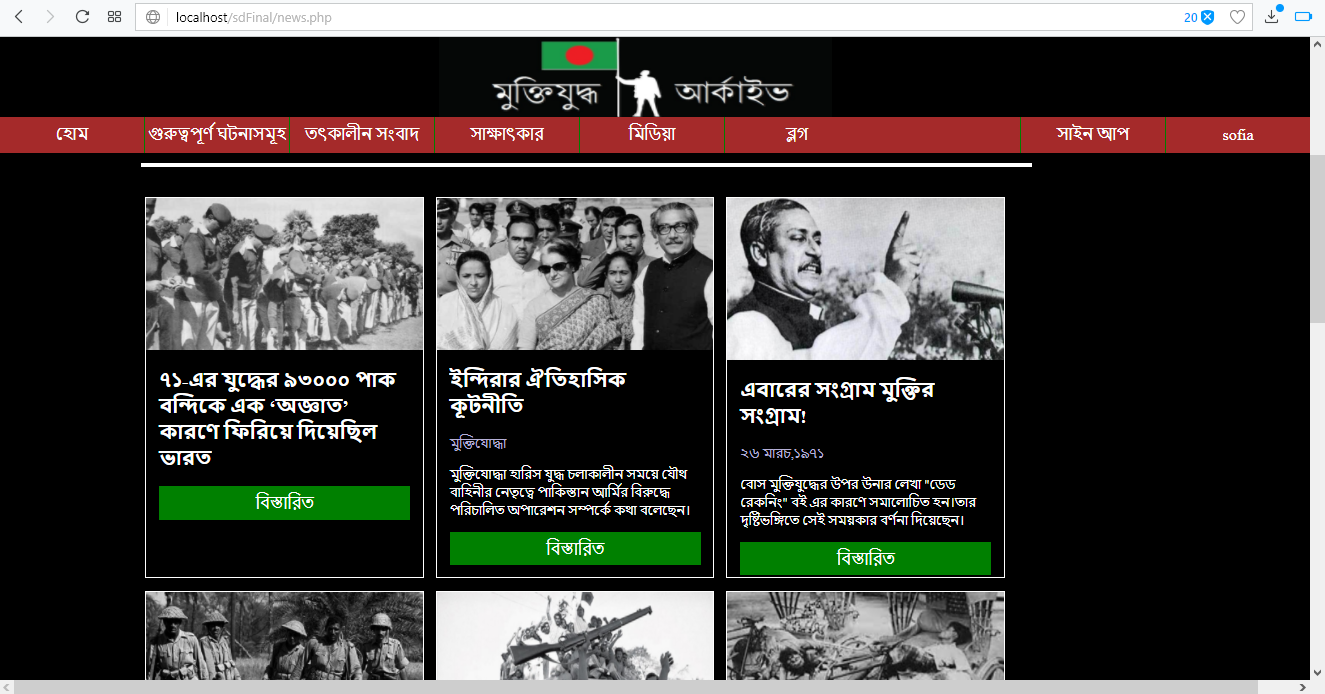 localhost/sdFinal/news.php
20
মুক্তিযুদ্ধ আর্কাইভ
হোম গুরুত্বপূর্ণ ঘটনাসমূহ তৎকালীন সংবাদ সাক্ষাৎকার মিডিয়া ব্লগ সাইন আপ sofia
৭১-এর যুদ্ধের ৯৩০০০ পাক
বন্দিকে এক ‘অজ্ঞাত’
কারণে ফিরিয়ে দিয়েছিল
ভারত
বিস্তারিত
ইন্দিরার ঐতিহাসিক
কূটনীতি
মুক্তিযোদ্ধা
মুক্তিযোদ্ধা হারিস যুদ্ধ চলাকালীন সময়ে যৌথ
বাহিনীর নেতৃত্বে পাকিস্তান আর্মির বিরুদ্ধে
পরিচালিত অপারেশন সম্পর্কে কথা বলেছেন।
বিস্তারিত
এবারের সংগ্রাম মুক্তির
সংগ্রাম!
২৬ মারচ,১৯৭১
বোস মুক্তিযুদ্ধের উপর উনার লেখা "ডেড
রেকনিং" বই এর কারণে সমালোচিত হন।তার
দৃষ্টিভঙ্গিতে সেই সময়কার বর্ণনা দিয়েছেন।
বিস্তারিত